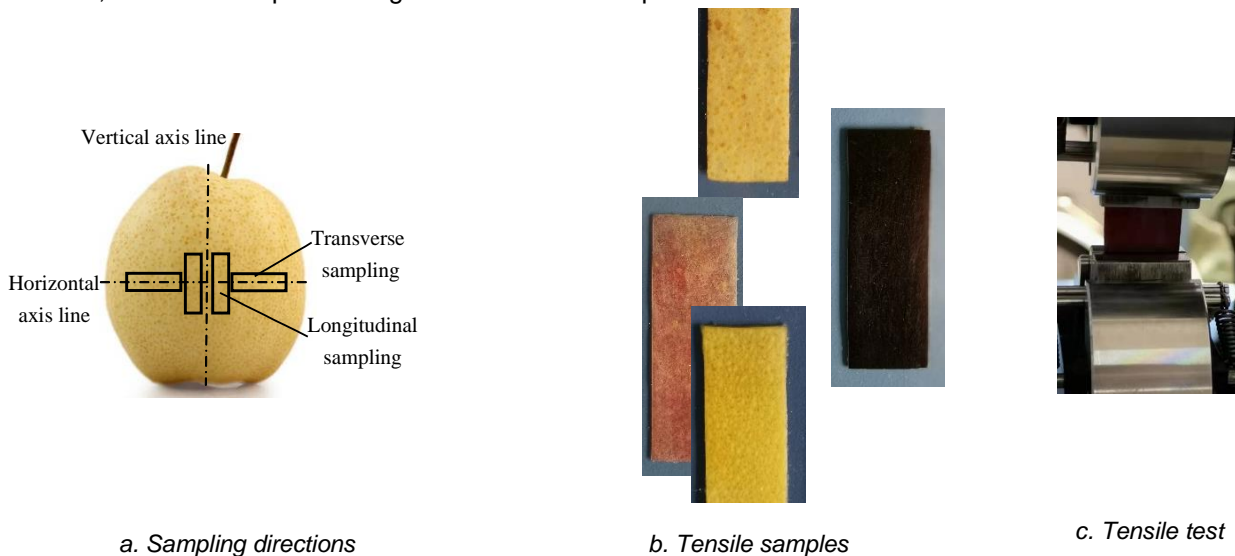 Vertical axis line
Transverse
sampling
Horizontal
axis line
Longitudinal
sampling
a. Sampling directions
b. Tensile samples
c. Tensile test